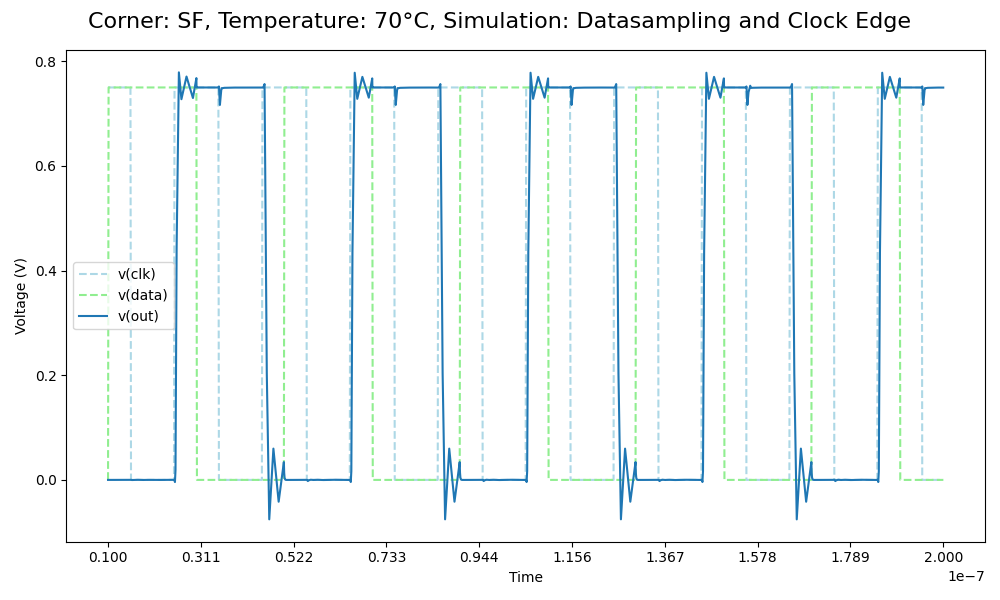 Corner: SF, Temperature: 70°C, Simulation: Datasampling and Clock Edge
0.8
0.6
0.4
0.2
0.0
Voltage (V)
v(clk)
v(data)
v(out)
0.100 0.311 0.522 0.733 0.944 1.156 1.367 1.578 1.789 2.000
Time
1e−7